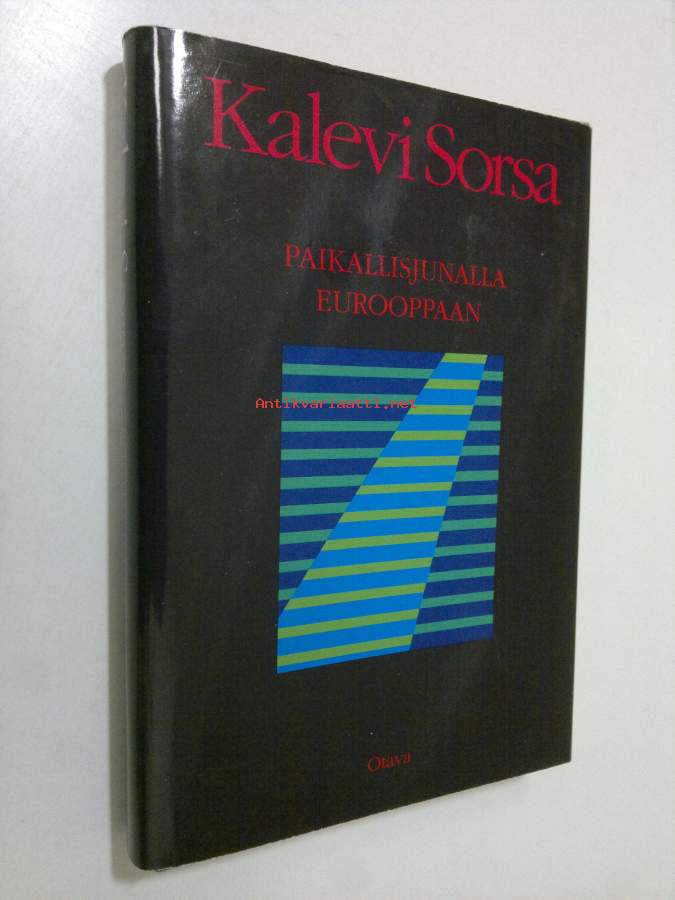 Kalevi Sorsa
PAIKALLISJUNALLA
EUROOPPAAN
Antikvariaatti.net
Otava